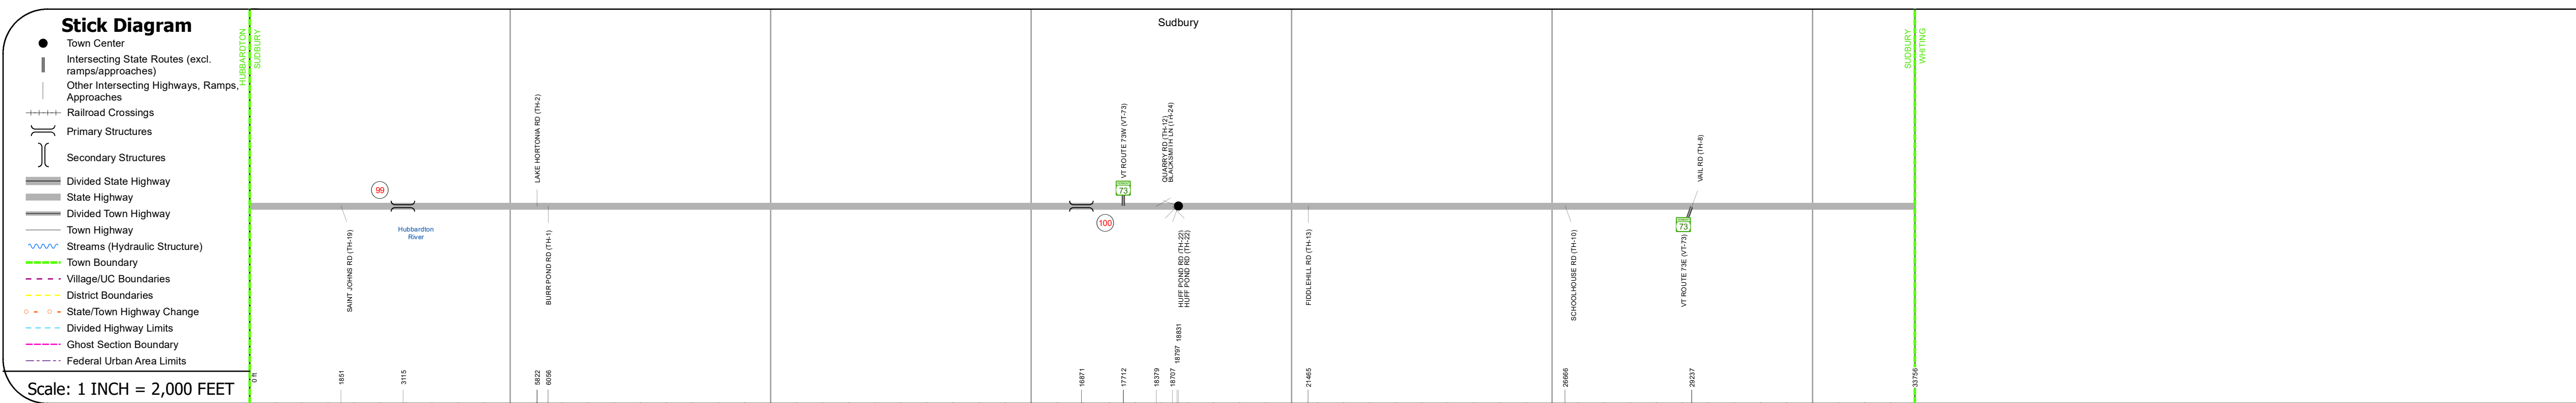 Stick Diagram
Town Center
Intersecting State Routes (excl.
ramps/approaches)
Other Intersecting Highways, Ramps,
Approaches
Railroad Crossings
Primary Structures
Secondary Structures
Divided State Highway
State Highway
Divided Town Highway
Town Highway
Streams (Hydraulic Structure)
Town Boundary
Village/UC Boundaries
District Boundaries
State/Town Highway Change
Divided Highway Limits
Ghost Section Boundary
Federal Urban Area Limits
Scale: 1 INCH = 2,000 FEET
HUBBARDTON
SUDBURY
Sudbury
SUDBURY
WHITING
99
SAINT JOHNS RD (TH-19)
Hubbardton
River
LAKE HORTONIA RD (TH-2)
BURR POND RD (TH-1)
100
VT ROUTE 73W (VT-73)
73
QUARRY RD (TH-12)
BLACKSMITH LN (TH-24)
HUFF POND RD (TH-22)
HUFF POND RD (TH-22)
FIDDLEHILL RD (TH-13)
SCHOOLHOUSE RD (TH-10)
VAIL RD (TH-8)
73
VT ROUTE 73E (VT-73)
0 ft
1851
3115
5822
6056
16871
17712
18379
18707
18797
18831
21465
26666
29237
33756